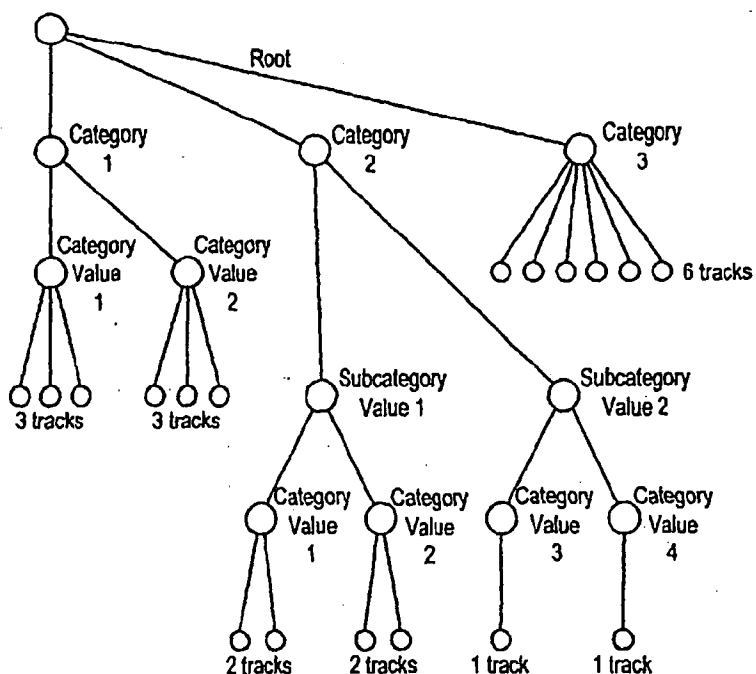 Root
Category
1
Category
2
Category
3
Category
Value
1
Category
Value
2
6 tracks
3 tracks
3 tracks
Subcategory
Value 1
Subcategory
Value 2
Category
Value
1
Category
Value
2
Category
Value
3
Category
Value
4
2 tracks
2 tracks
1 track
1 track